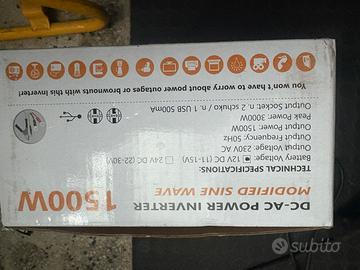 DC-AC POWER INVERTER
MODIFIED SINE WAVE
1500W
TECHNICAL SPECIFICATIONS:
Battery Voltage: ☑ 12V DC (11-15V) ☐ 24V DC (22-30V)
Output Voltage: 230V AC
Output Frequency: 50Hz
Output Power: 1500W
Peak Power: 3000W
Output Socket: n. 2 schuko / n. 1 USB 500mA
You won't have to worry about power outages or brownouts with this Inverter!
subito